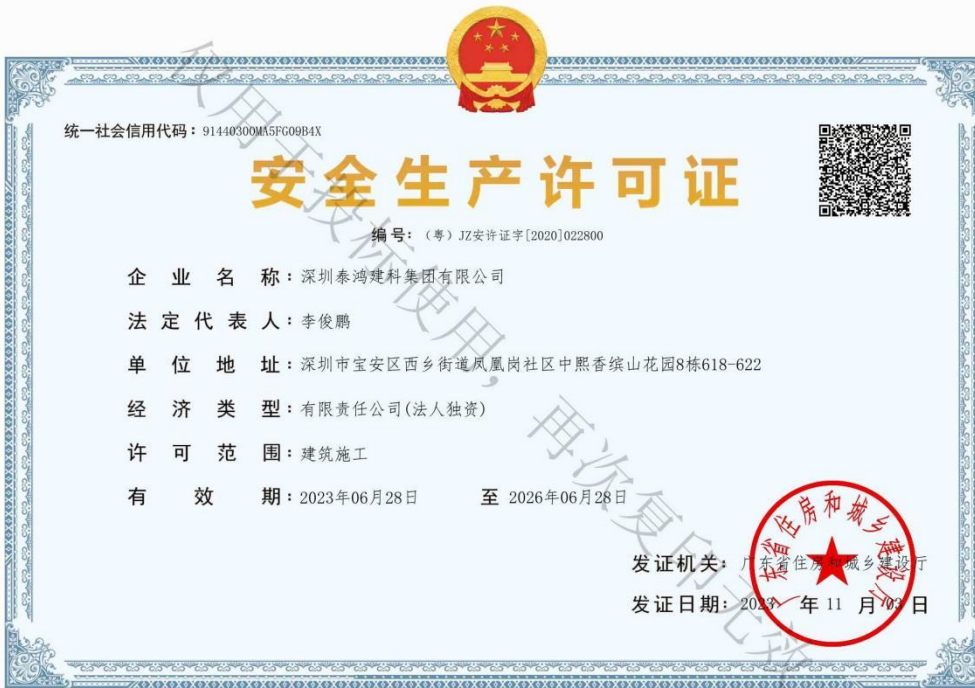 统一社会信用代码：91440300MA5FG09B4X
安全生产许可证
编号：（粤）JZ安许证字[2020]022800
企业名称：深圳泰鸿建科集团有限公司
法定代表人：李俊鹏
单位地址：深圳市宝安区西乡街道凤凰岗社区中熙香缤山花园8栋618-622
经济类型：有限责任公司(法人独资)
许可范围：建筑施工
有效期：2023年06月28日 至 2026年06月28日
发证机关：广东省住房和城乡建设厅
发证日期：2023 年 11 月 03 日
广东省住房和城乡建设厅
仅用于投标使用，再次复印无效